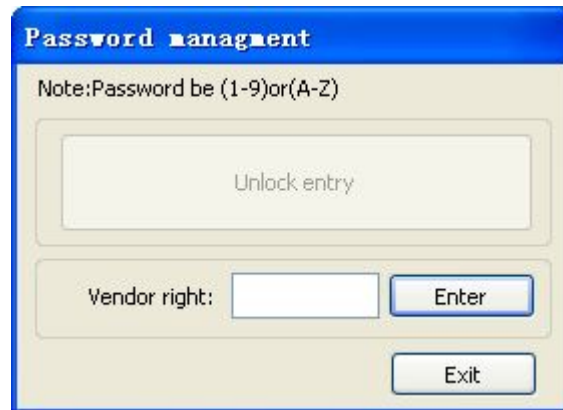 Password managment
Note:Password be (1-9)or(A-Z)
Unlock entry
Vendor right:
Enter
Exit